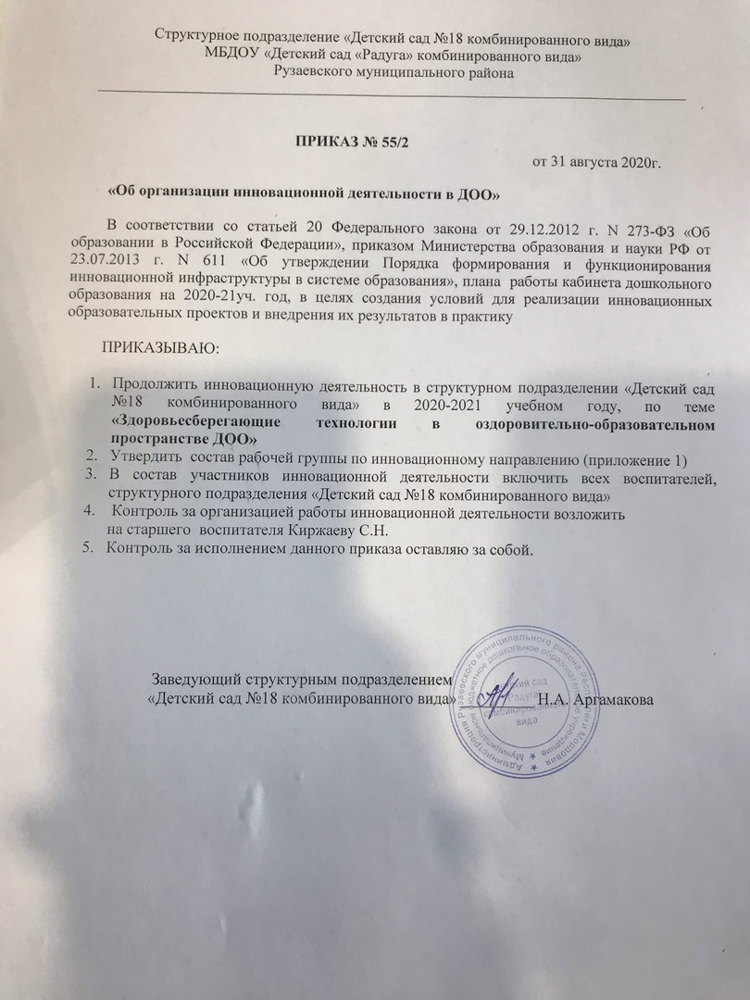 Структурное подразделение «Детский сад №18 комбинированного вида»
МБДОУ «Детский сад «Радуга» комбинированного вида»
Рузаевского муниципального района
ПРИКАЗ № 55/2
от 31 августа 2020г.
«Об организации инновационной деятельности в ДОО»
В соответствии со статьей 20 Федерального закона от 29.12.2012 г. N 273-ФЗ «Об
образовании в Российской Федерации», приказом Министерства образования и науки РФ от
23.07.2013 г. N 611 «Об утверждении Порядка формирования и функционирования
инновационной инфраструктуры в системе образования», плана работы кабинета дошкольного
образования на 2020-21уч. год, в целях создания условий для реализации инновационных
образовательных проектов и внедрения их результатов в практику
ПРИКАЗЫВАЮ:
1. Продолжить инновационную деятельность в структурном подразделении «Детский сад
№18 комбинированного вида» в 2020-2021 учебном году, по теме
«Здоровьесберегающие технологии в оздоровительно-образовательном
пространстве ДОО»
2. Утвердить состав рабочей группы по инновационному направлению (приложение 1)
3. В состав участников инновационной деятельности включить всех воспитателей,
структурного подразделения «Детский сад №18 комбинированного вида»
4. Контроль за организацией работы инновационной деятельности возложить
на старшего воспитателя Киржаеву С.Н.
5. Контроль за исполнением данного приказа оставляю за собой.
Заведующий структурным подразделением
«Детский сад №18 комбинированного вида» __________ Н.А. Аргамакова
Администрация Рузаевского муниципального района Республики Мордовия
Муниципальное бюджетное дошкольное образовательное учреждение
сад
Радуга
комбинированного
вида